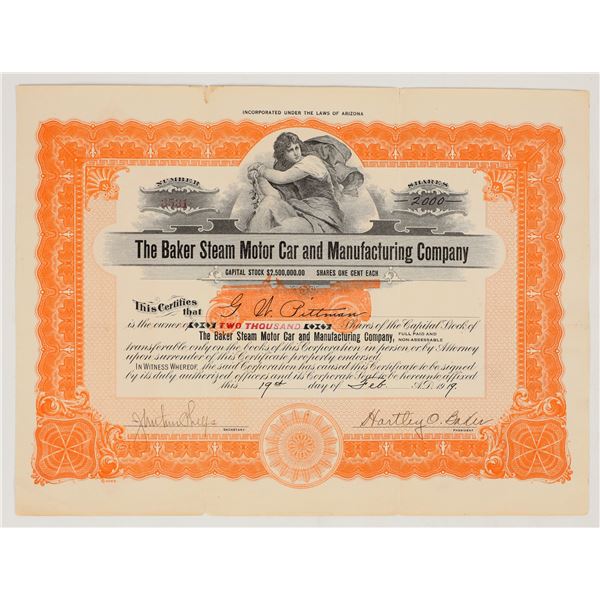 INCORPORATED UNDER THE LAWS OF ARIZONA
NUMBER
3531
SHARES
2000
The Baker Steam Motor Car and Manufacturing Company
CAPITAL STOCK $2,500,000.00 SHARES ONE CENT EACH
This Certifies that G. W. Pittman
is the owner of TWO THOUSAND Shares of the Capital Stock of
The Baker Steam Motor Car and Manufacturing Company, FULL PAID AND NON-ASSESSABLE
transferable only on the books of this Corporation in person or by Attorney
upon surrender of this Certificate properly endorsed.
IN WITNESS WHEREOF, the said Corporation has caused this Certificate to be signed
by its duly authorized officers and its Corporate Seal to be hereunto affixed
this 19th day of Feb A.D. 1919.
Hartley O. Baker
SECRETARY
PRESIDENT